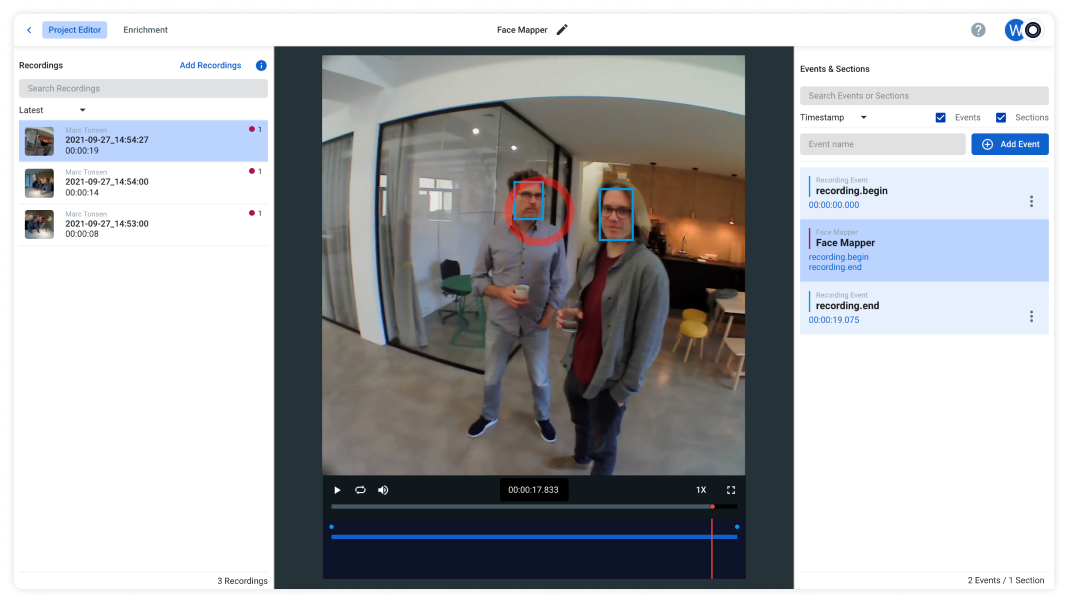 Project Editor
Enrichment
Face Mapper
?
W
Recordings
Add Recordings
i
Search Recordings
Latest
Marc Tonsen
1
2021-09-27_14:54:27
00:00:19
Marc Tonsen
1
2021-09-27_14:54:00
00:00:14
Marc Tonsen
1
2021-09-27_14:53:00
00:00:08
3 Recordings
00:00:17.833
1X
Events & Sections
Search Events or Sections
Timestamp
Events
Sections
Event name
Add Event
Recording Event
recording.begin
00:00:00.000
Face Mapper
Face Mapper
recording.begin
recording.end
Recording Event
recording.end
00:00:19.075
2 Events / 1 Section